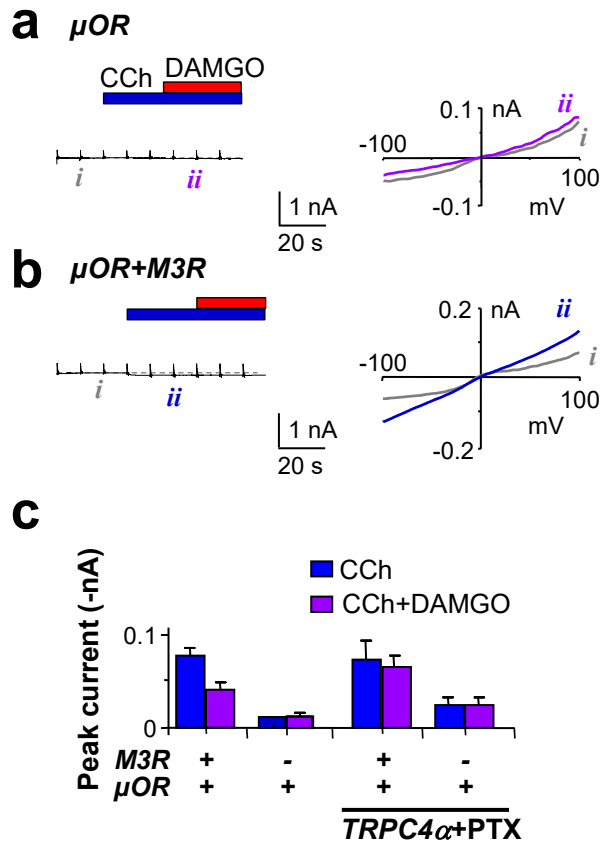 a μOR
CCh DAMGO
i ii
1 nA
20 s
0.1 nA ii
i
-100
100
-0.1 mV
b μOR+M3R
i ii
1 nA
20 s
0.2 nA ii
i
-100
100
mV
-0.2
c
Peak current (-nA)
CCh
CCh+DAMGO
0.1
0
M3R + - + -
μOR + + + +
TRPC4α+PTX